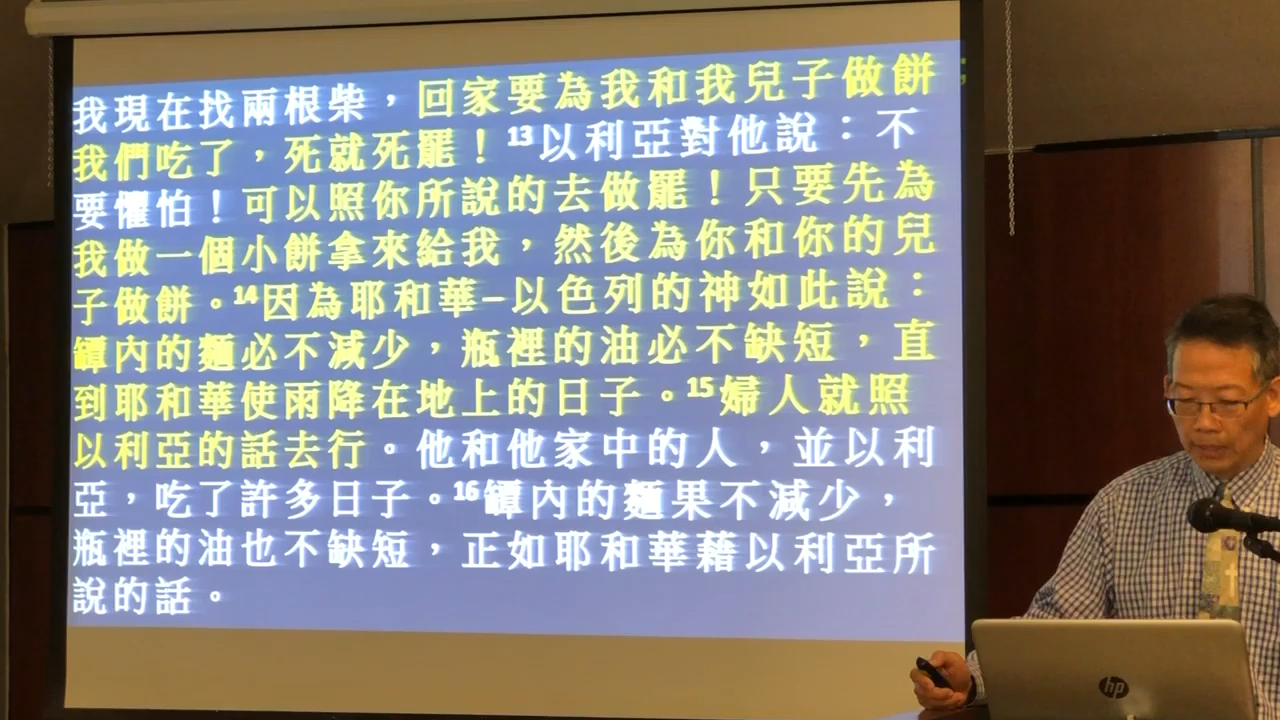 我現在找兩根柴，回家要為我和我兒子做餅
我們吃了，死就死罷！13以利亞對他說：不
要懼怕！可以照你所說的去做罷！只要先為
我做一個小餅拿來給我，然後為你和你的兒
子做餅。14因為耶和華–以色列的神如此說：
罈內的麵必不減少，瓶裡的油必不缺短，直
到耶和華使雨降在地上的日子。15婦人就照
以利亞的話去行。他和他家中的人，並以利
亞，吃了許多日子。16罈內的麵果不減少，
瓶裡的油也不缺短，正如耶和華藉以利亞所
說的話。
hp